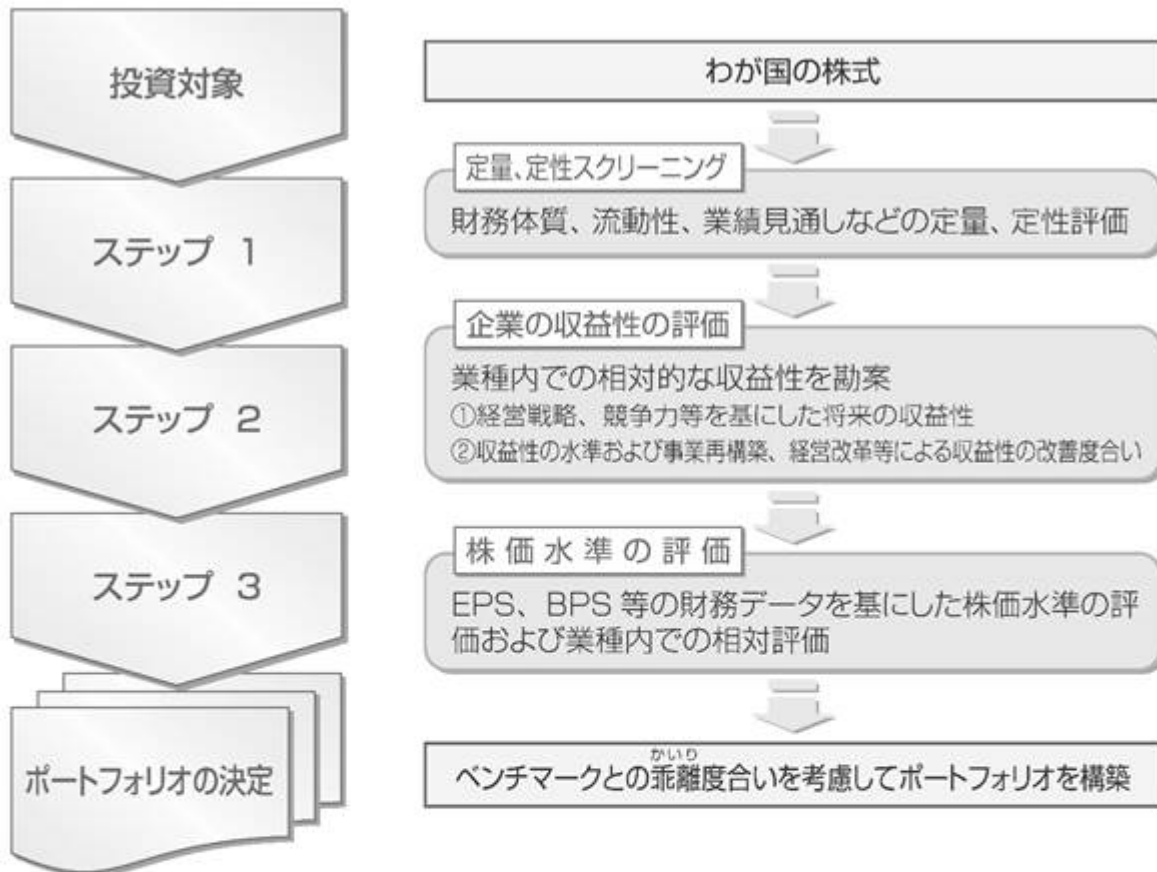 投資対象
わが国の株式
ステップ 1
定量、定性スクリーニング
財務体質、流動性、業績見通しなどの定量、定性評価
ステップ 2
企業の収益性の評価
業種内での相対的な収益性を勘案
①経営戦略、競争力等を基にした将来の収益性
②収益性の水準および事業再構築、経営改革等による収益性の改善度合い
ステップ 3
株価水準の評価
EPS、BPS 等の財務データを基にした株価水準の評
価および業種内での相対評価
ポートフォリオの決定
かいり
ベンチマークとの乖離度合いを考慮してポートフォリオを構築